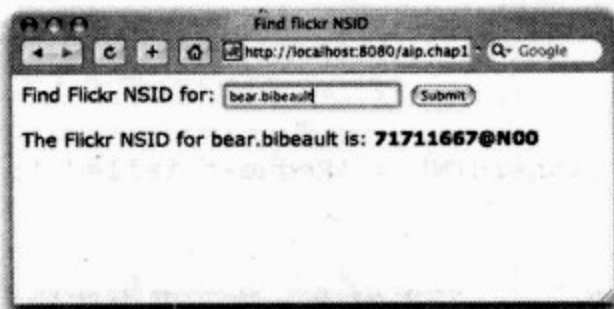 Find flickr NSID
http://localhost:8080/aip.chap1 Google
Find Flickr NSID for: bear.bibeault Submit
The Flickr NSID for bear.bibeault is: 71711667@N00